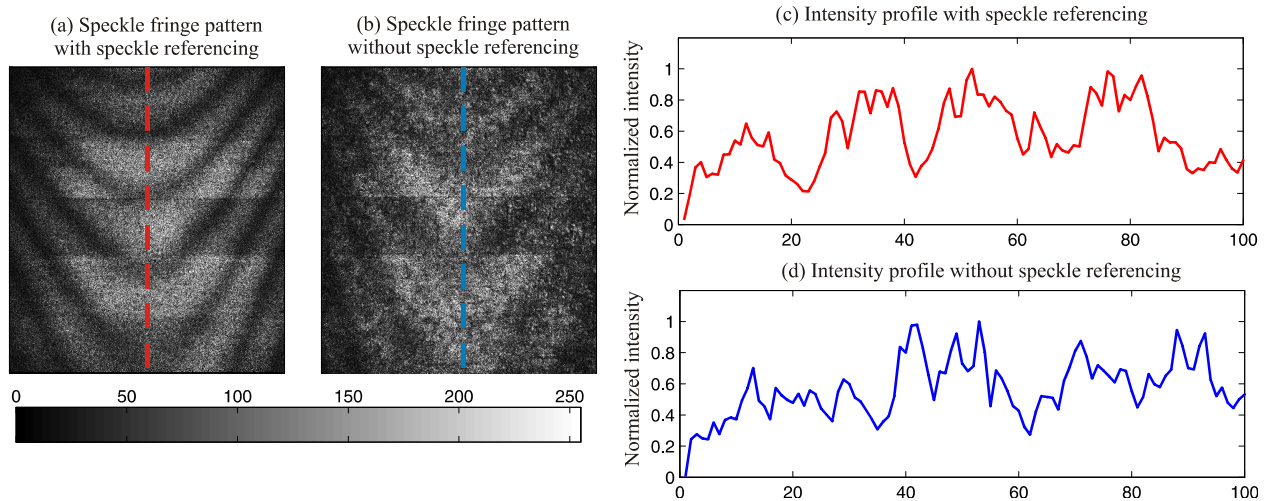 (a) Speckle fringe pattern
with speckle referencing
(b) Speckle fringe pattern
without speckle referencing
0 50 100 150 200 250
(c) Intensity profile with speckle referencing
Normalized intensity
1
0.8
0.6
0.4
0.2
0
0 20 40 60 80 100
(d) Intensity profile without speckle referencing
Normalized intensity
1
0.8
0.6
0.4
0.2
0
0 20 40 60 80 100